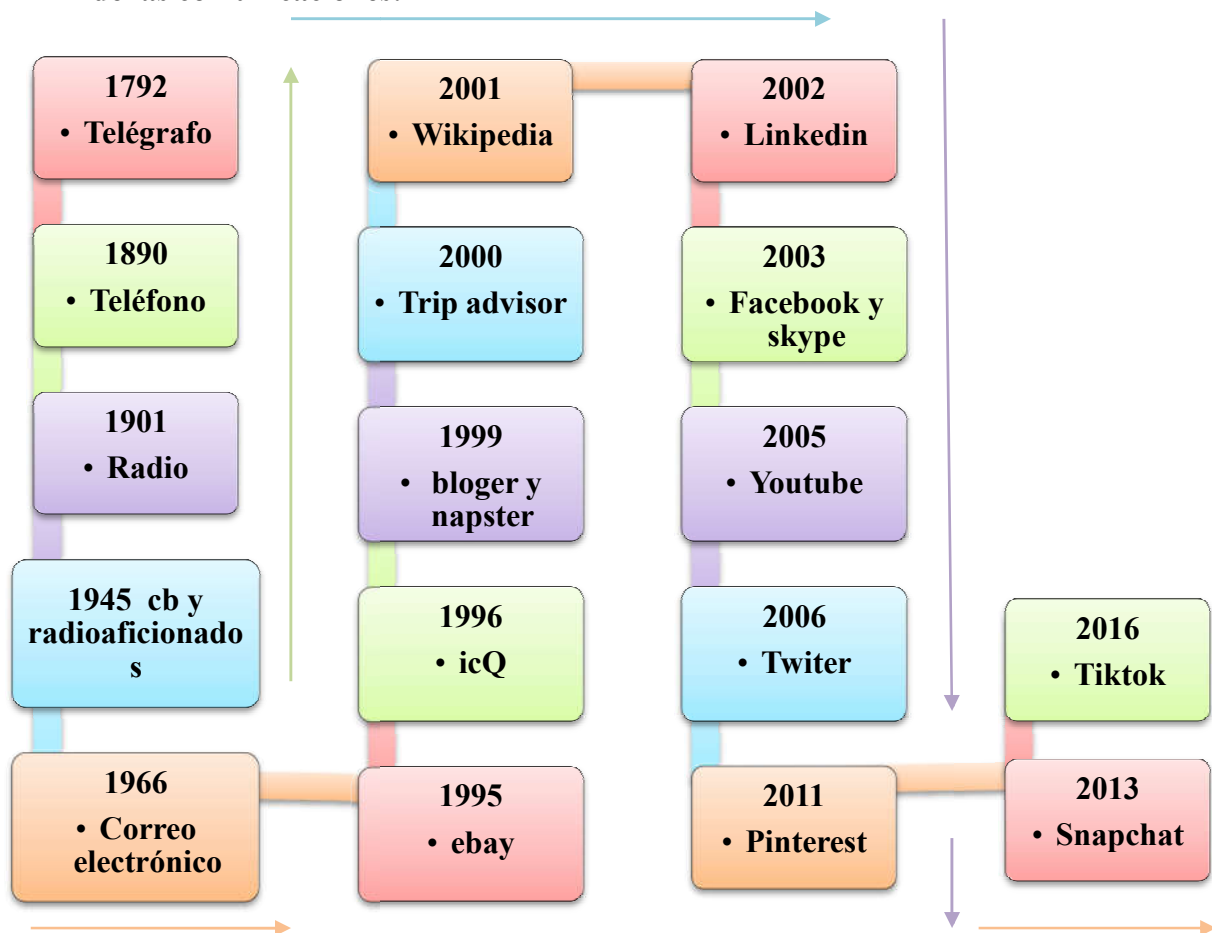 1792
• Telégrafo
1890
• Teléfono
1901
• Radio
1945 cb y
radioaficionado
s
1966
• Correo
electrónico
1995
• ebay
1996
• icQ
1999
• bloger y
napster
2000
• Trip advisor
2001
• Wikipedia
2002
• Linkedin
2003
• Facebook y
skype
2005
• Youtube
2006
• Twiter
2011
• Pinterest
2013
• Snapchat
2016
• Tiktok